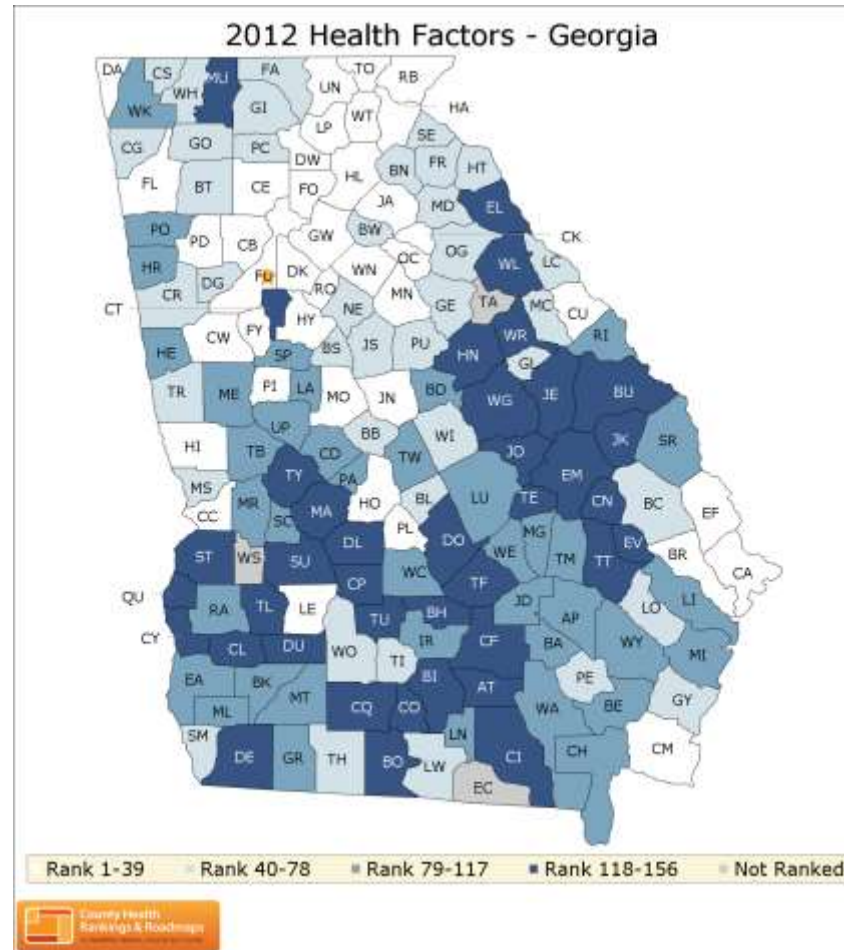 2012 Health Factors - Georgia
DA CS MU FA TO RB
WH UN
WK GI WT HA
LP SE
CG GO PC DW BN FR HT
FL BT CE FO HL
JA MD EL
PO PD CB GW BW CK
OC OG WL LC
HR DG FU DK WN
CR RO MN GE TA MC
CT NE CU
CW FY HY WR
HE BS JS PU GL RI
SP HN
TR ME PI LA MO JN BD WG JE BU
UP BB WI JK
HI TB CD TW JO SR
TY PA EM
MS MR HO BL LU TE CN BC EF
CC SC MA PL
ST WS SU DL DO WE MG TM TT EV BR
CA
QU CP WC TF
RA TL LE BH JD AP LO LI
CY TU
CL DU IR CF BA WY
WO TI MI
EA BK BI PE
MT AT
ML CQ CO WA BE GY
SM LN
DE GR TH BO LW CI CH CM
EC
Rank 1-39 Rank 40-78 Rank 79-117 Rank 118-156 Not Ranked
County Health
Rankings & Roadmaps